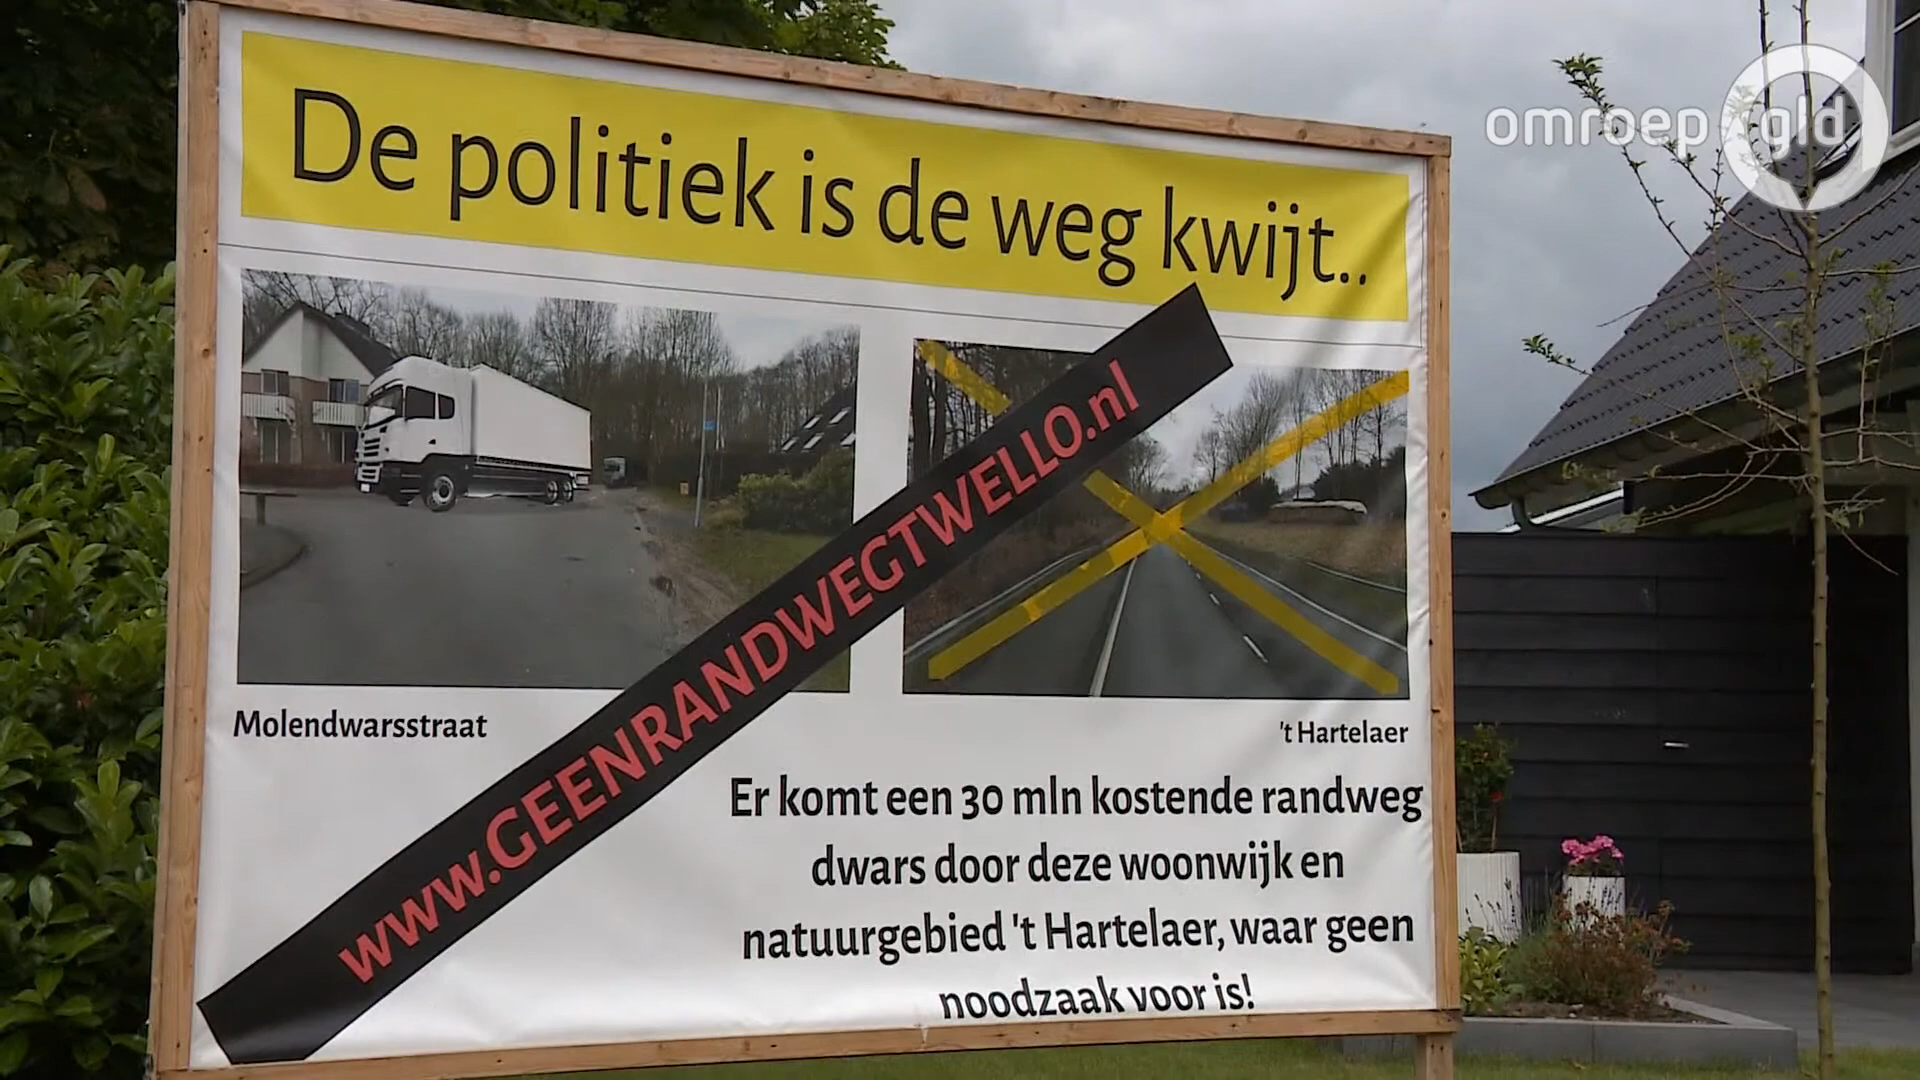 De politiek is de weg kwijt..
omroep gld
www.GEENRANDWEGTWELLO.nl
Molendwarsstraat
't Hartelaer
Er komt een 30 mln kostende randweg
dwars door deze woonwijk en
natuurgebied 't Hartelaer, waar geen
noodzaak voor is!